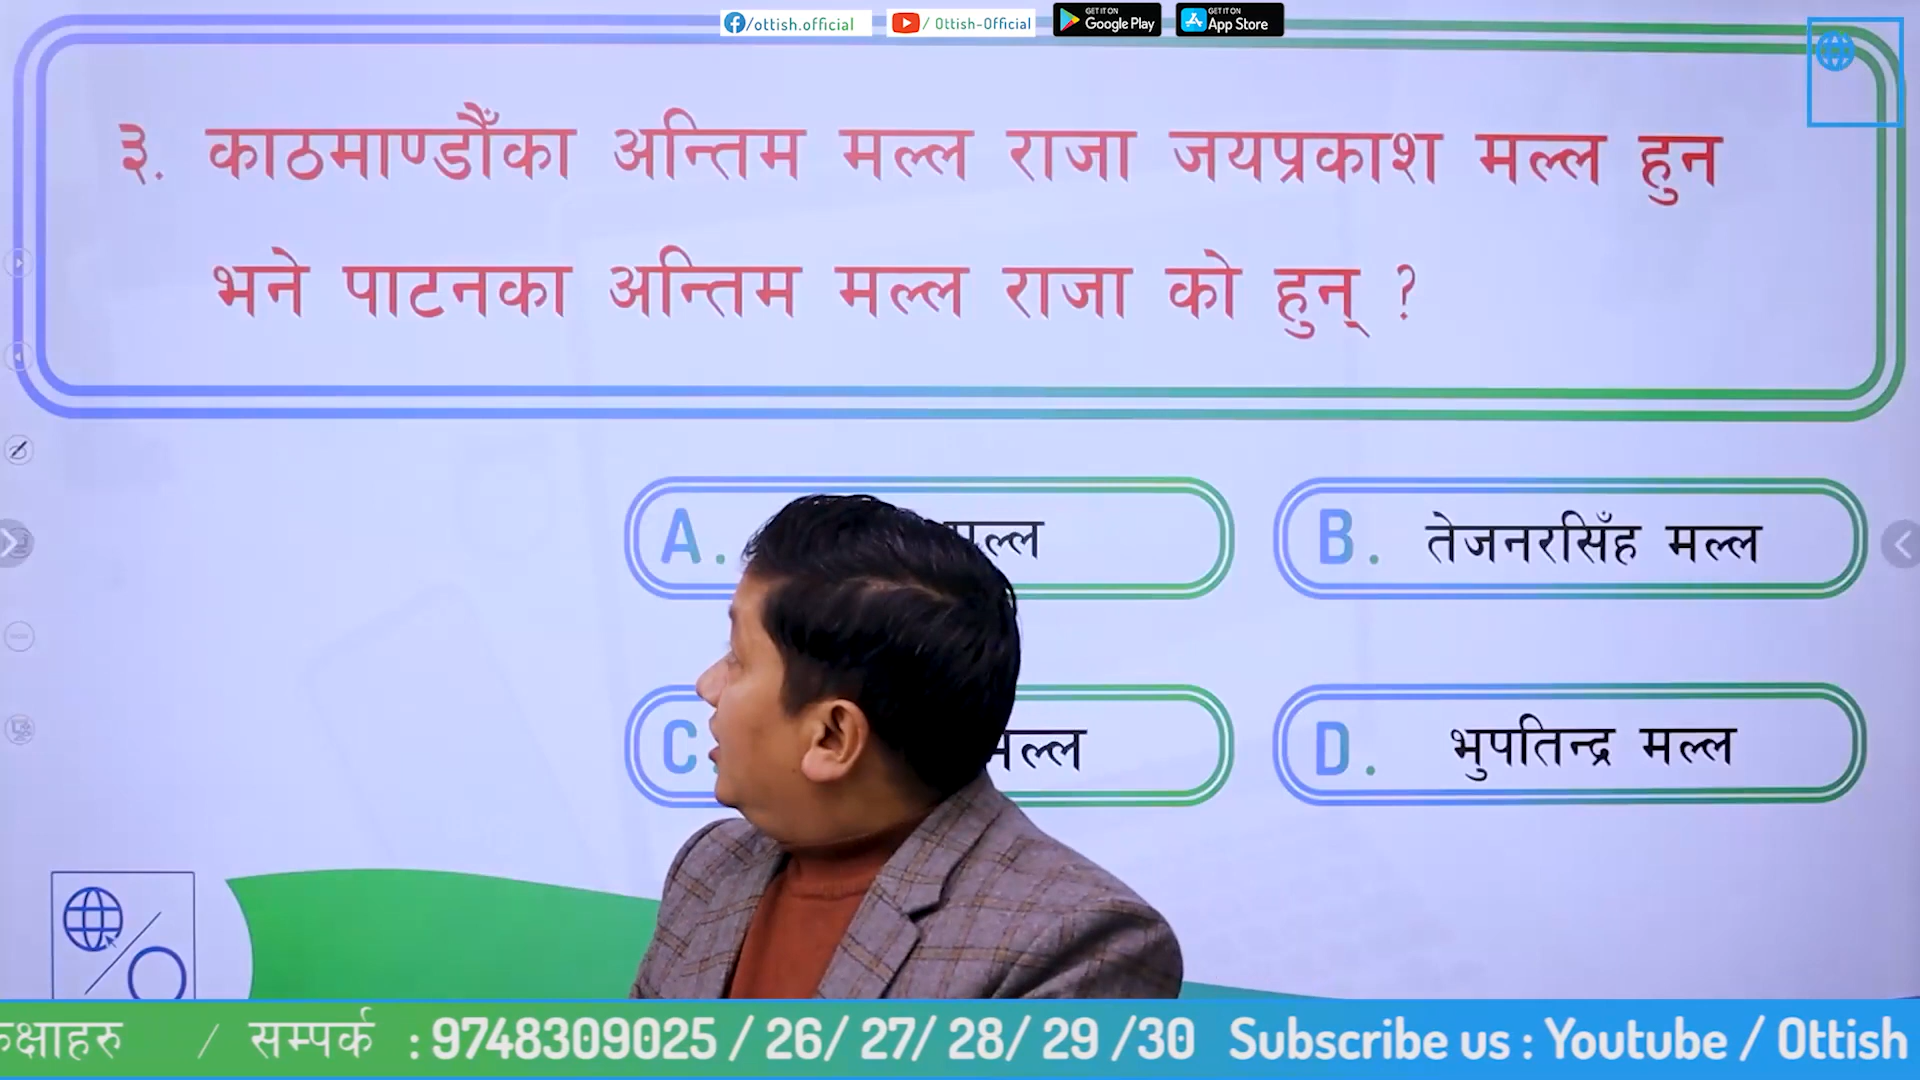 /ottish.official / Ottish-Official GET IT ON Google Play GET IT ON App Store
३. काठमाण्डौँका अन्तिम मल्ल राजा जयप्रकाश मल्ल हुन
भने पाटनका अन्तिम मल्ल राजा को हुन् ?
A. मल्ल B. तेजनरसिँह मल्ल
C. मल्ल D. भुपतिन्द्र मल्ल
/ सम्पर्क : 9748309025 / 26/ 27/ 28/ 29 /30 Subscribe us : Youtube / Ottish